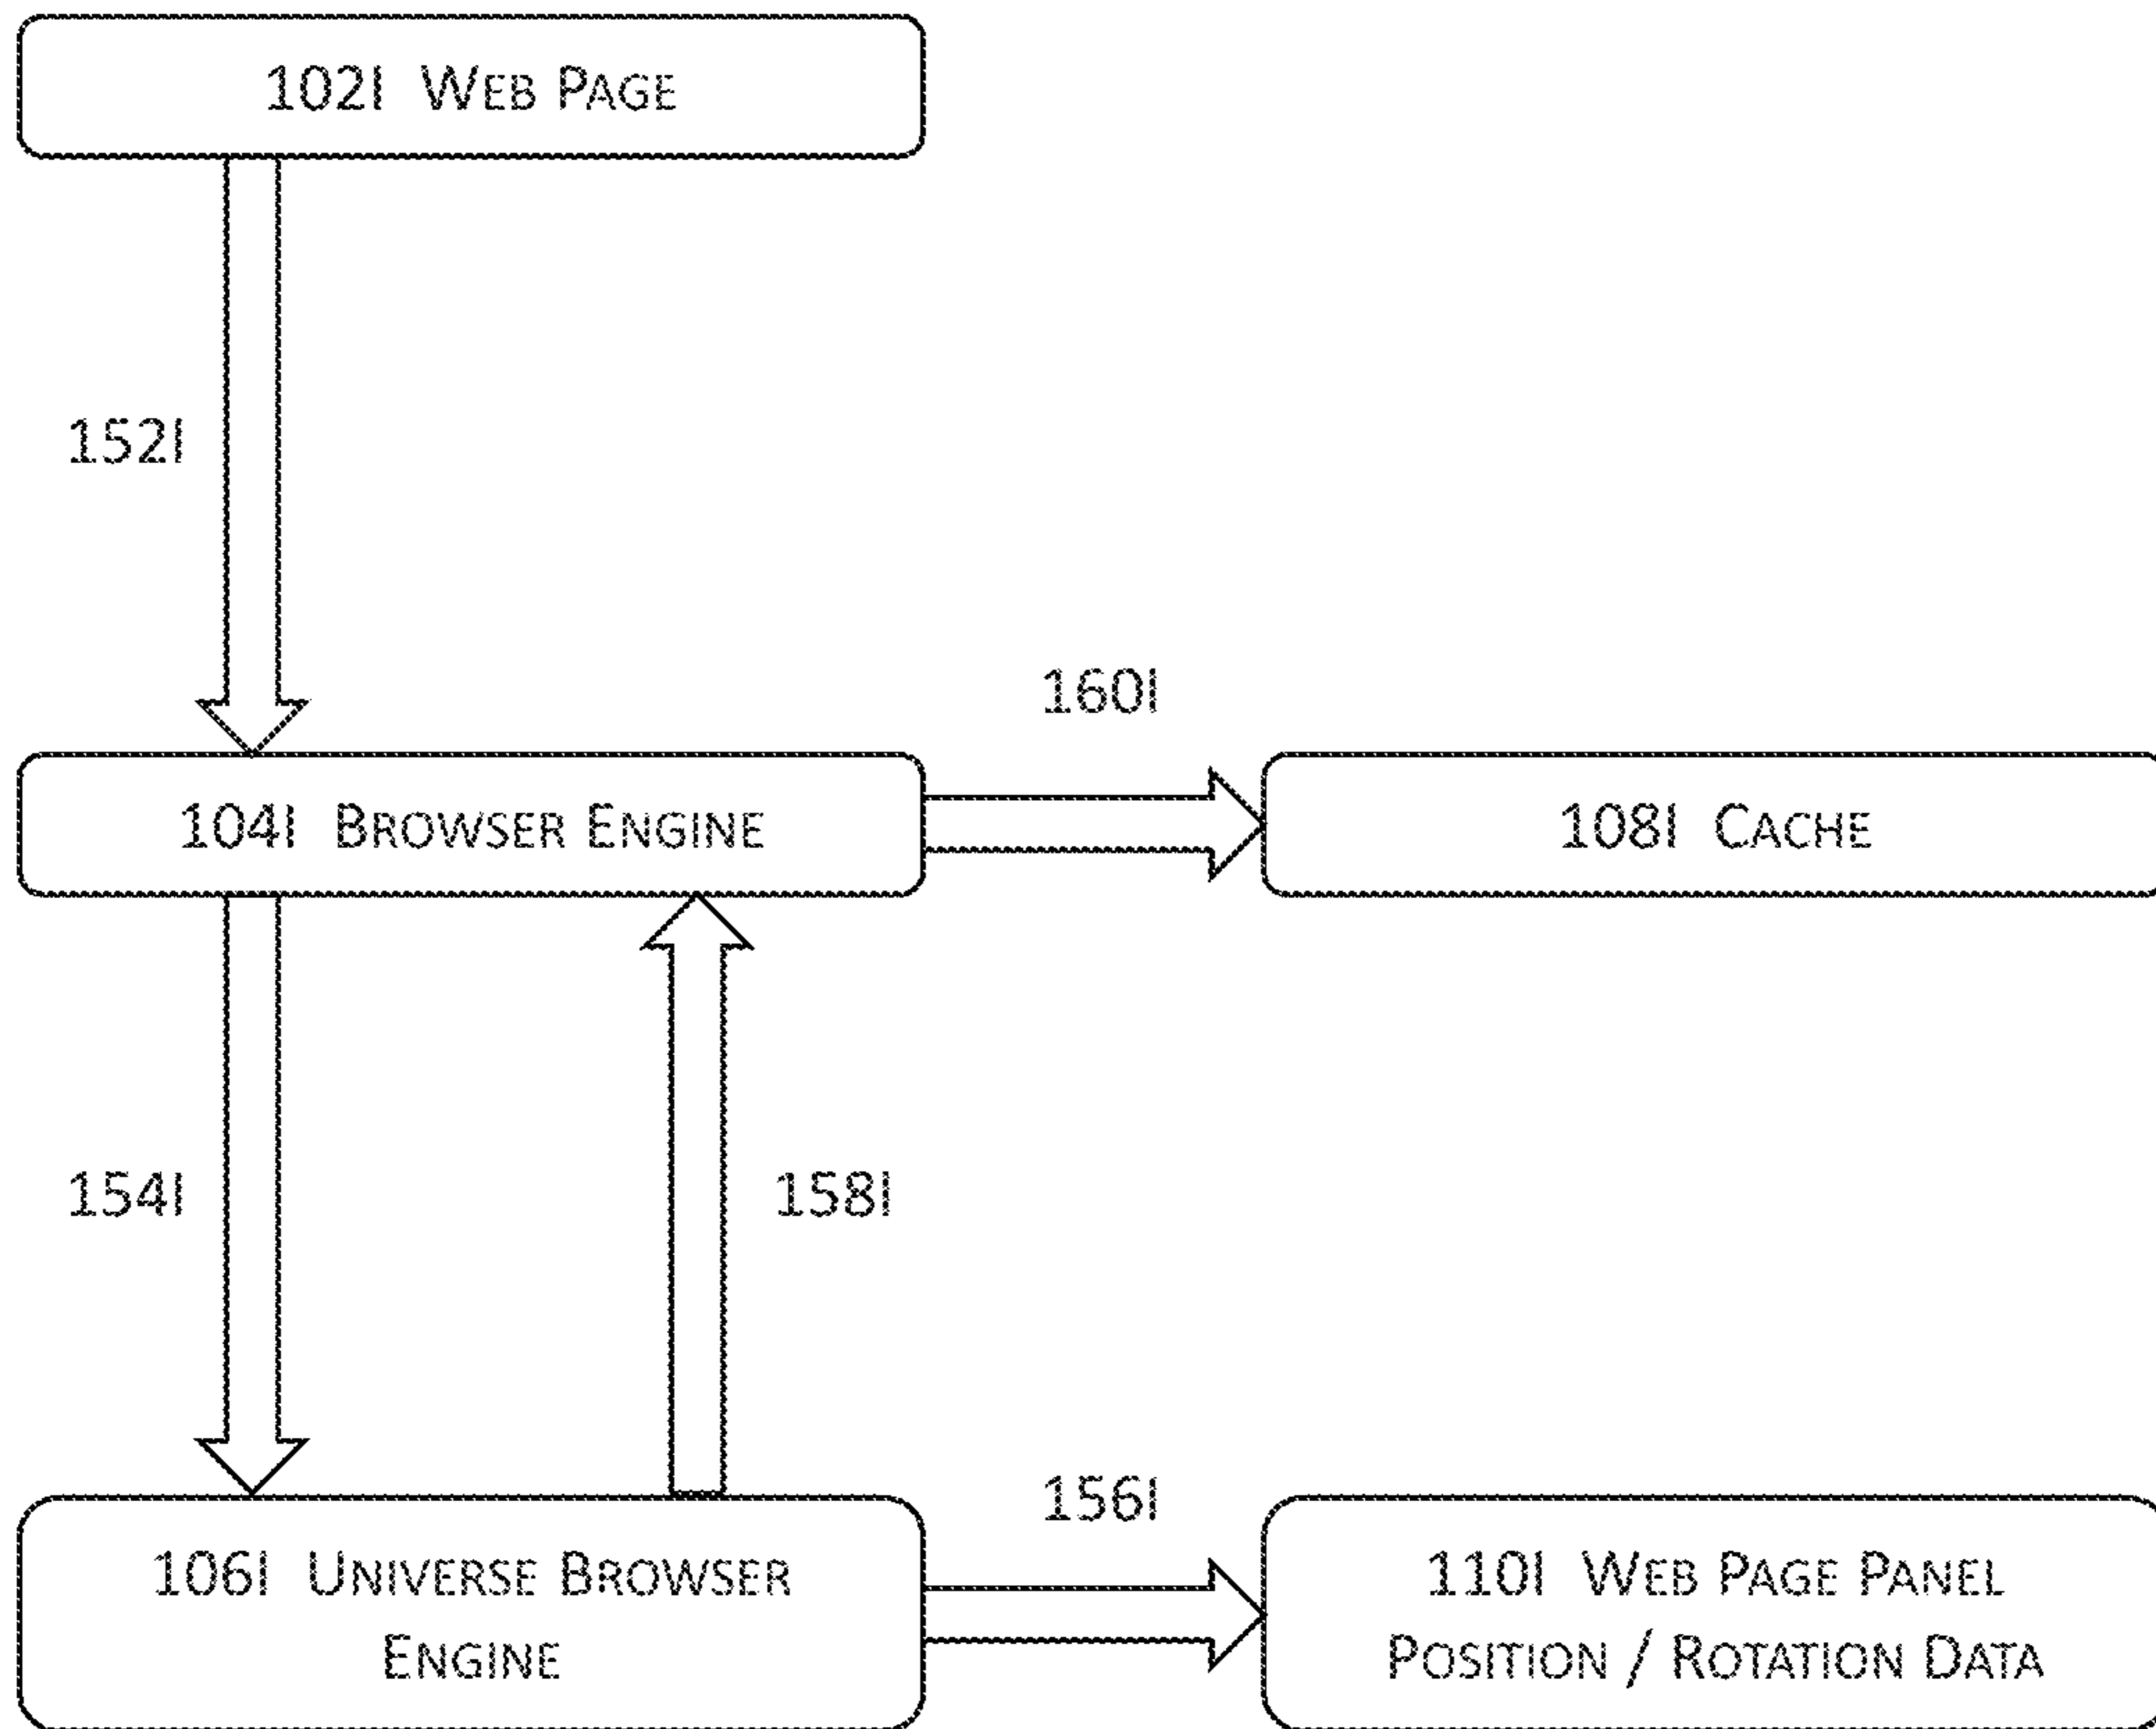 102I WEB PAGE
152I
160I
104I BROWSER ENGINE
108I CACHE
154I
158I
156I
106I UNIVERSE BROWSER
ENGINE
110I WEB PAGE PANEL
POSITION / ROTATION DATA